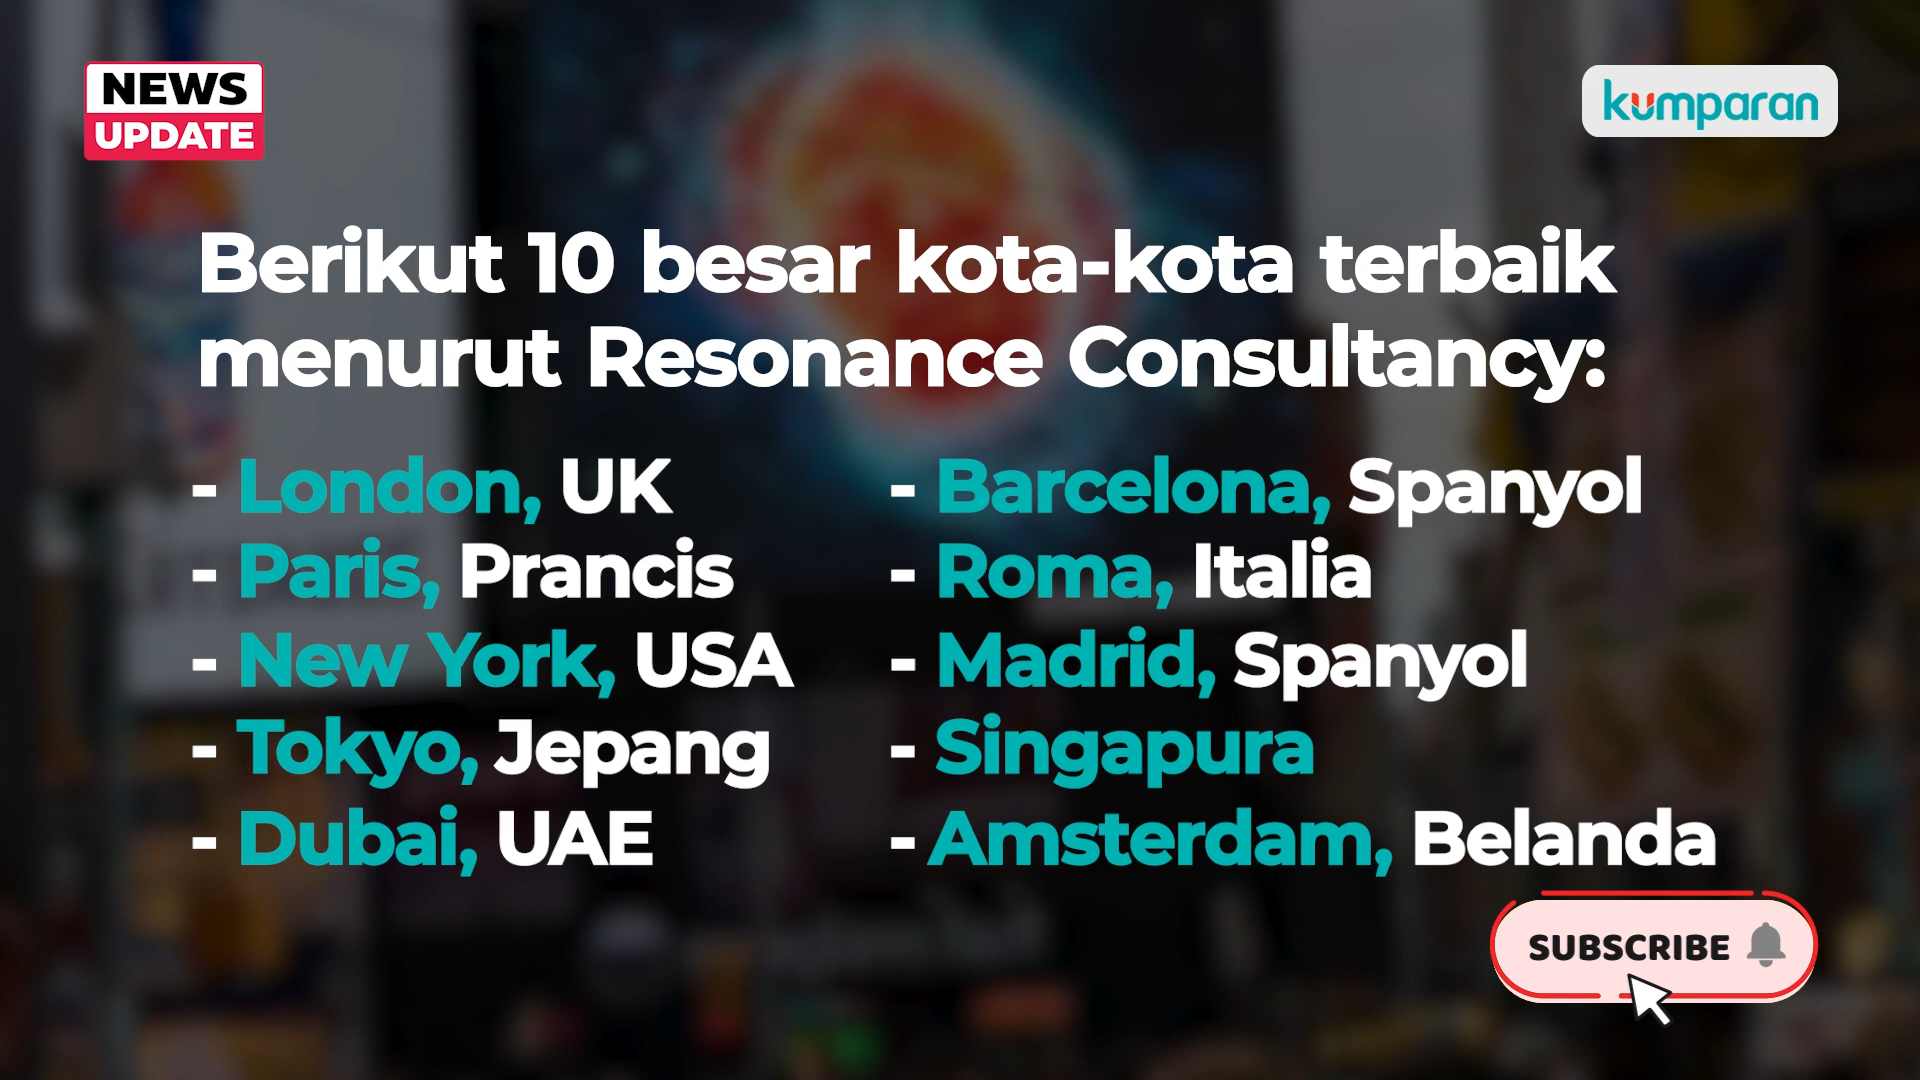 NEWS
UPDATE
kumparan
Berikut 10 besar kota-kota terbaik
menurut Resonance Consultancy:
- London, UK
- Paris, Prancis
- New York, USA
- Tokyo, Jepang
- Dubai, UAE
- Barcelona, Spanyol
- Roma, Italia
- Madrid, Spanyol
- Singapura
- Amsterdam, Belanda
SUBSCRIBE